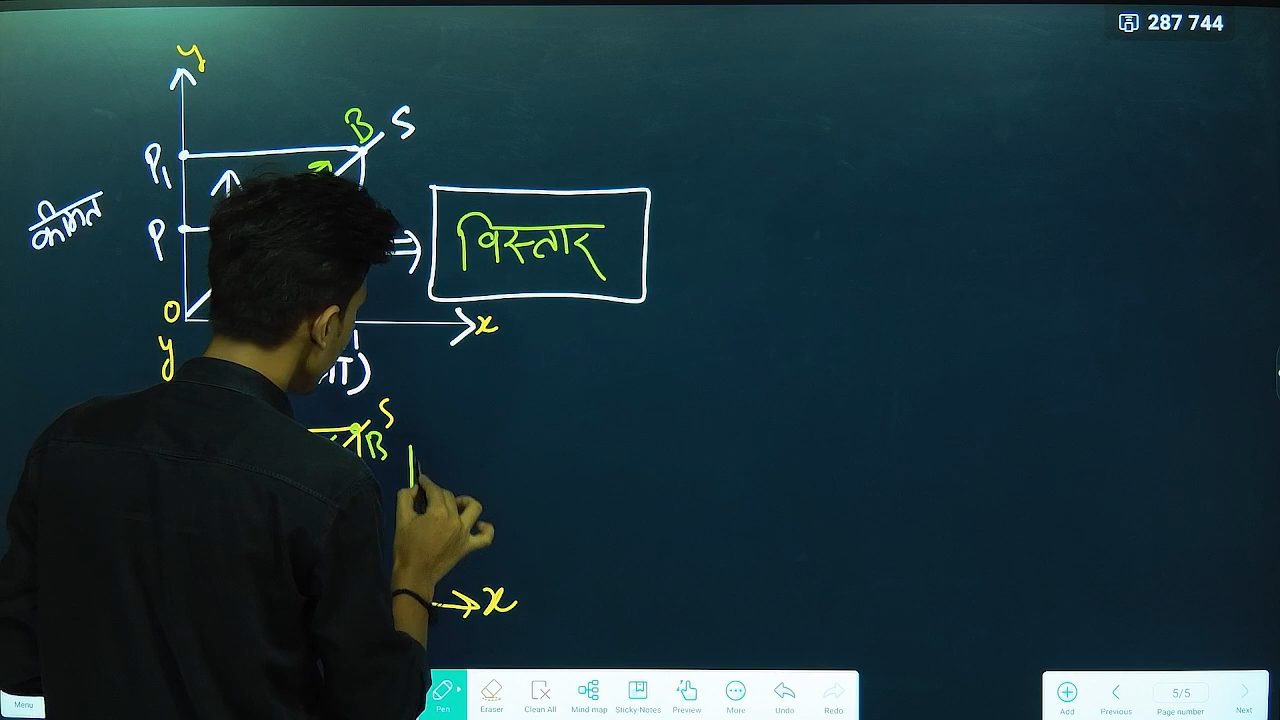 287 744
y
B S
P₁
कीमत
P
विस्तार
O
x
y
S
B
x
Menu
Pen Eraser Clean All Mind map Sticky-Notes Preview More Undo Redo
Add Previous 5/5 Page number Next